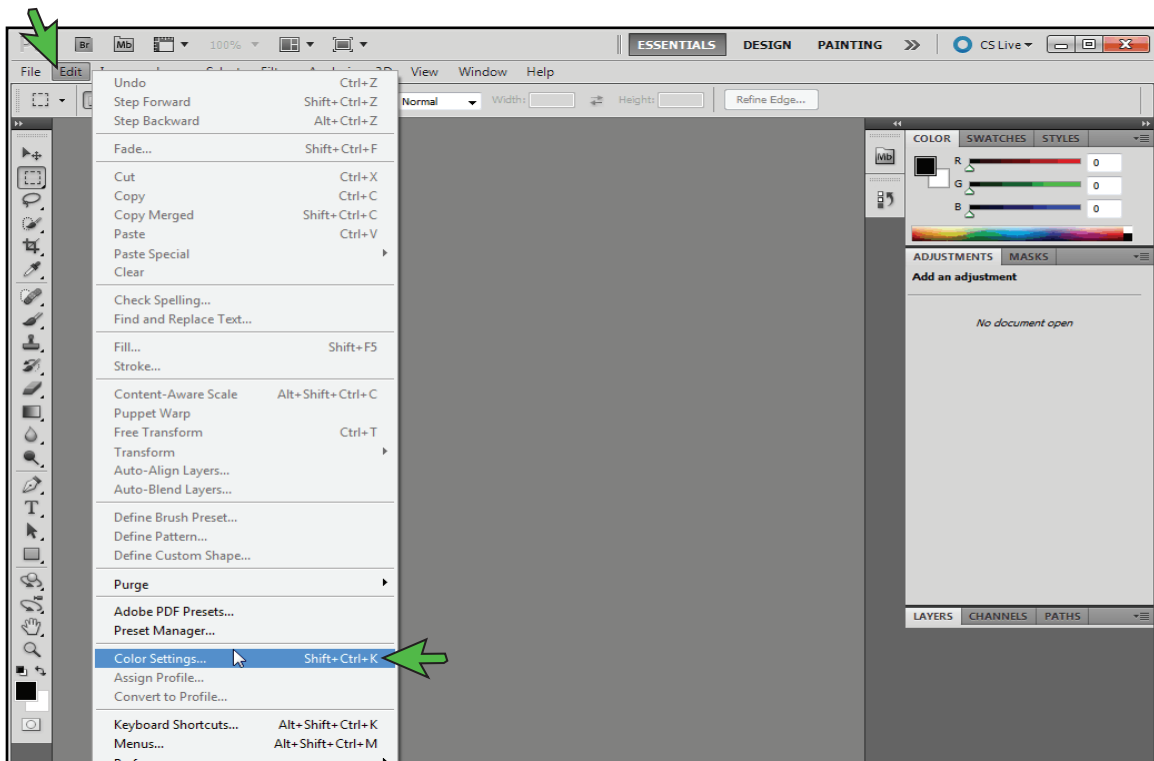 Br Mb 100% ESSENTIALS DESIGN PAINTING CS Live
File Edit View Window Help
Normal Width: Height: Refine Edge...
Undo Ctrl+Z
Step Forward Shift+Ctrl+Z
Step Backward Alt+Ctrl+Z
Fade... Shift+Ctrl+F
Cut Ctrl+X
Copy Ctrl+C
Copy Merged Shift+Ctrl+C
Paste Ctrl+V
Paste Special
Clear
Check Spelling...
Find and Replace Text...
Fill... Shift+F5
Stroke...
Content-Aware Scale Alt+Shift+Ctrl+C
Puppet Warp
Free Transform Ctrl+T
Transform
Auto-Align Layers...
Auto-Blend Layers...
Define Brush Preset...
Define Pattern...
Define Custom Shape...
Purge
Adobe PDF Presets...
Preset Manager...
Color Settings... Shift+Ctrl+K
Assign Profile...
Convert to Profile...
Keyboard Shortcuts... Alt+Shift+Ctrl+K
Menus... Alt+Shift+Ctrl+M
Mb
COLOR SWATCHES STYLES
R 0
G 0
B 0
ADJUSTMENTS MASKS
Add an adjustment
No document open
LAYERS CHANNELS PATHS